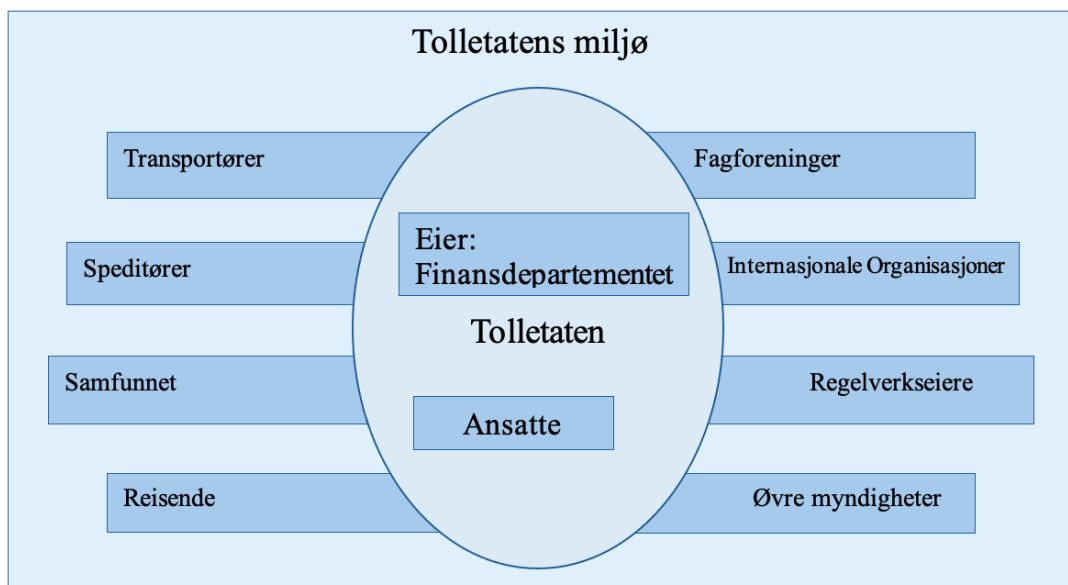 Tolletatens miljø
Transportører
Fagforeninger
Eier:
Finansdepartementet
Speditører
Internasjonale Organisasjoner
Tolletaten
Samfunnet
Regelverkseiere
Ansatte
Reisende
Øvre myndigheter